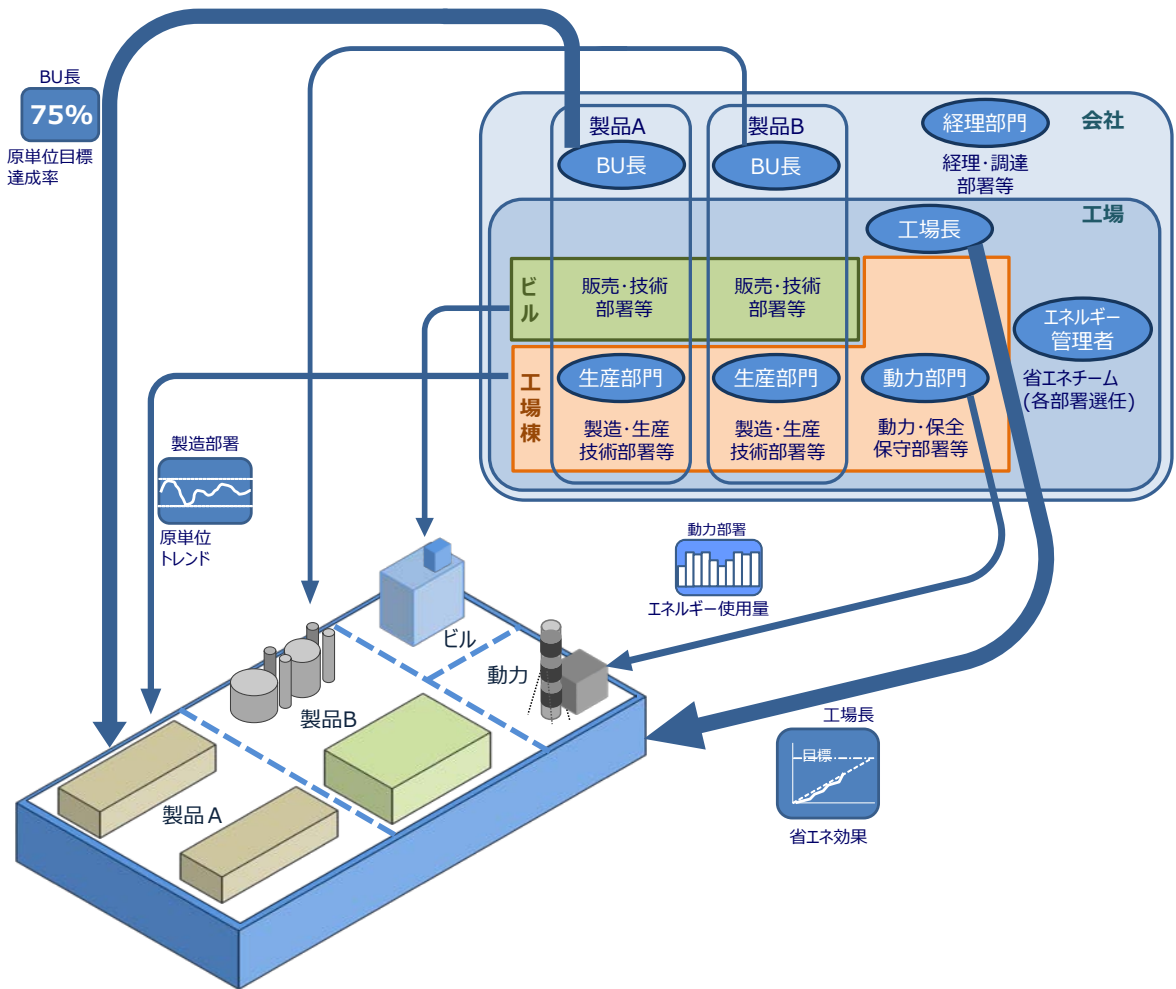 BU長
75%
原単位目標
達成率
会社
製品A
製品B
経理部門
BU長
BU長
経理・調達
部署等
工場
工場長
ビル
販売・技術
部署等
販売・技術
部署等
エネルギー
管理者
工場棟
生産部門
生産部門
動力部門
省エネチーム
(各部署選任)
製造・生産
技術部署等
製造・生産
技術部署等
動力・保全
保守部署等
製造部署
原単位
トレンド
動力部署
エネルギー使用量
ビル
動力
製品B
製品A
工場長
目標
省エネ効果